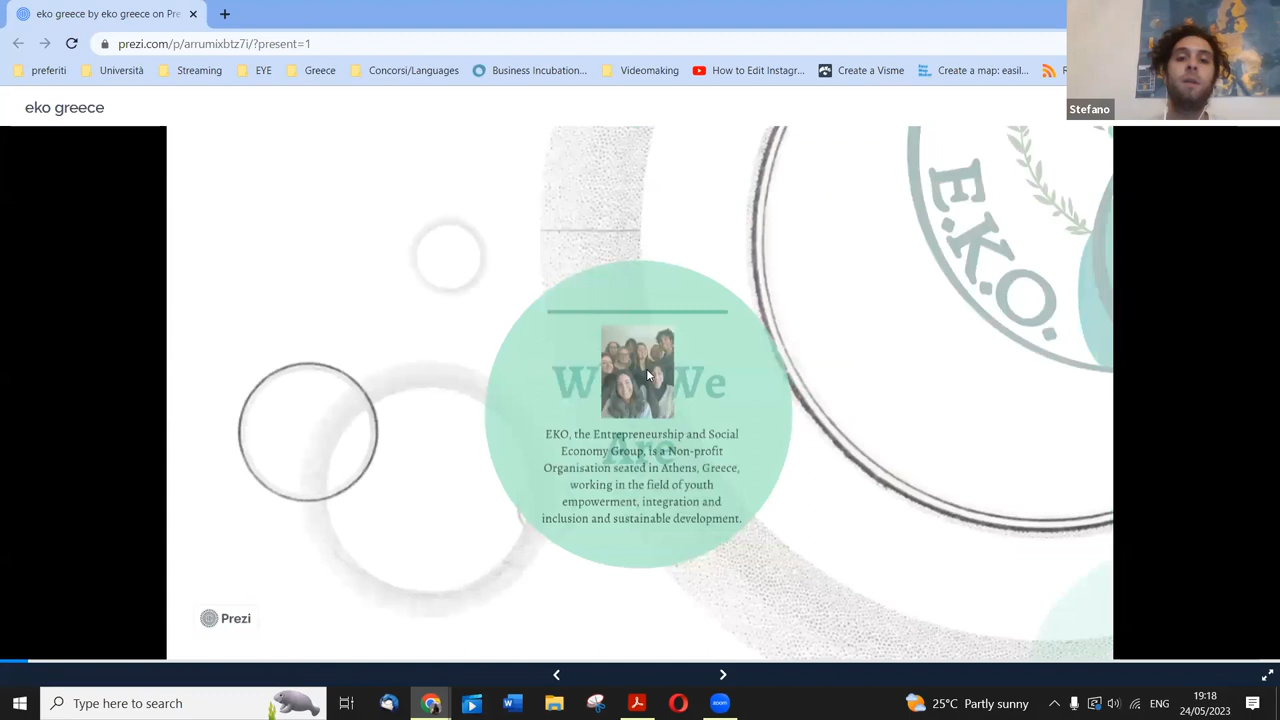 eko greece by eko greece on Pre
prezi.com/p/arrumixbtz7i/?present=1
preferiti
Università
Streaming
EYE
Greece
Concorsi/Languages
Business Incubation...
Videomaking
How to Edit Instagr...
Create a Visme
Create a map: easil...
Stefano
eko greece
E.K.O.
We
Are
EKO, the Entrepreneurship and Social
Economy Group, is a Non-profit
Organisation seated in Athens, Greece,
working in the field of youth
empowerment, integration and
inclusion and sustainable development.
Prezi
Type here to search
zoom
25°C Partly sunny
ENG
19:18
24/05/2023